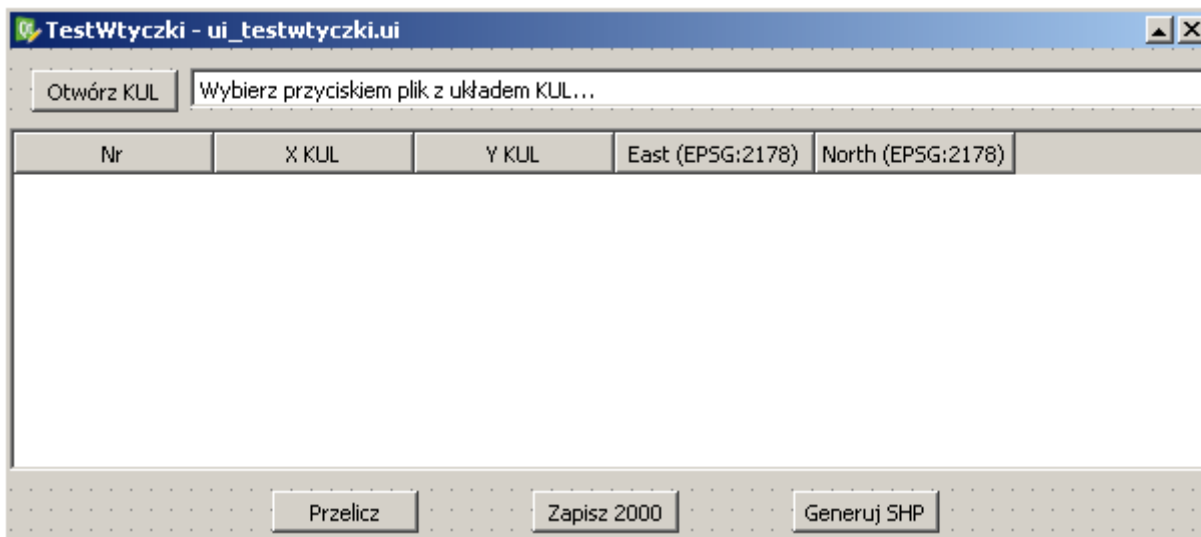 TestWtyczki - ui_testwtyczki.ui
Otwórz KUL Wybierz przyciskiem plik z układem KUL...
Nr X KUL Y KUL East (EPSG:2178) North (EPSG:2178)
Przelicz Zapisz 2000 Generuj SHP